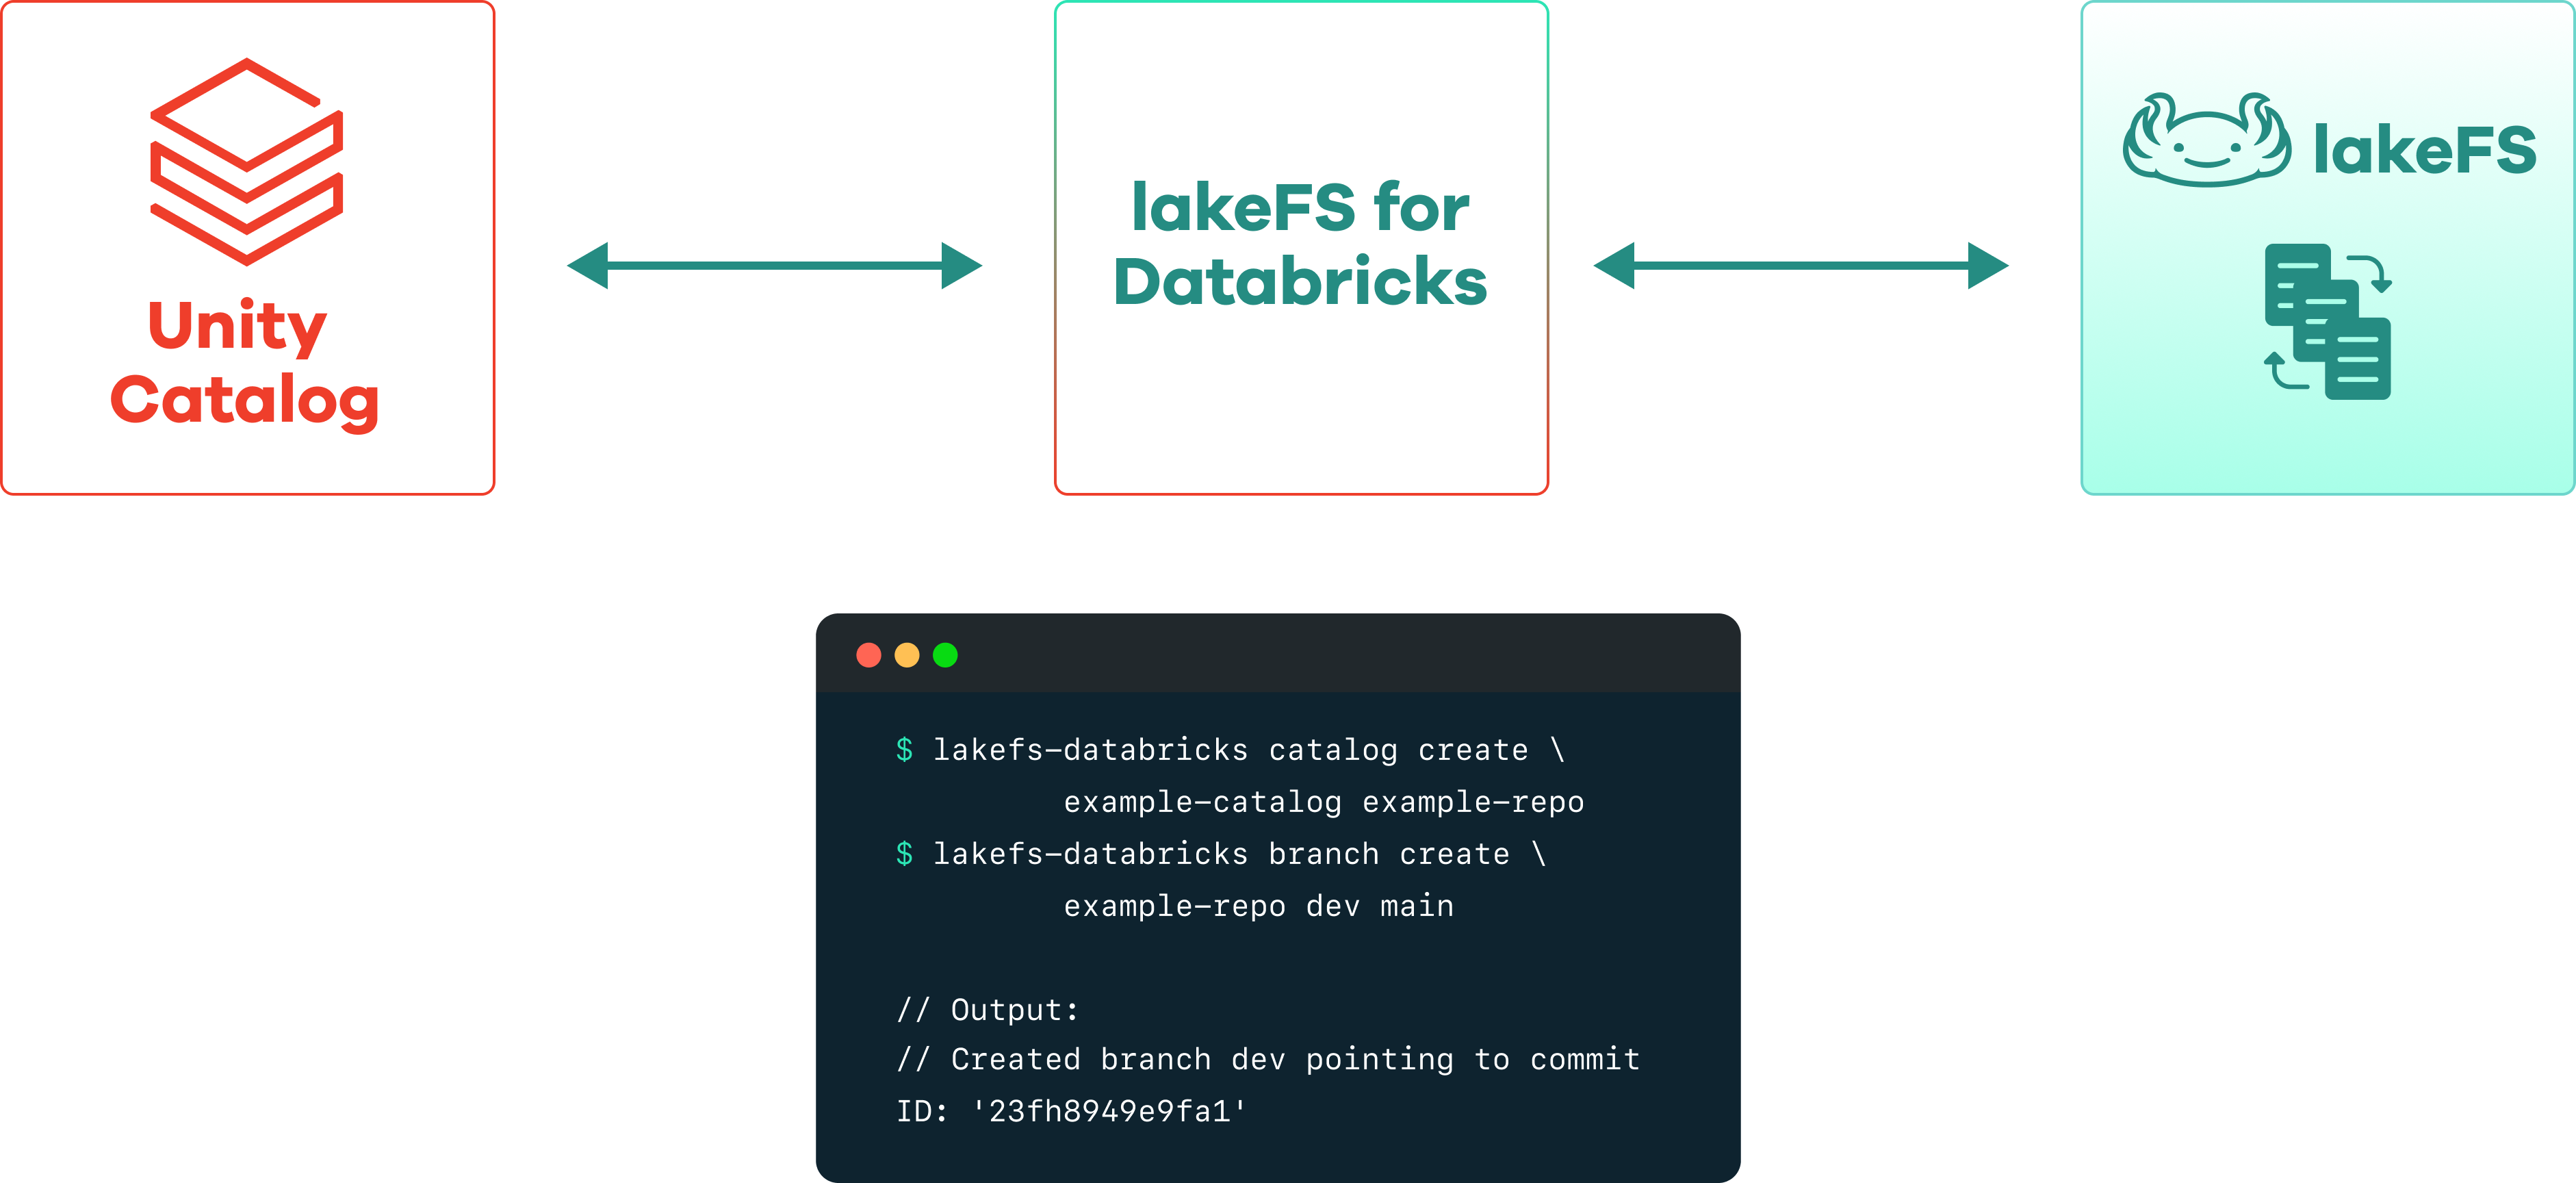 Unity
Catalog
lakeFS for
Databricks
lakeFS
$ lakefs-databricks catalog create \
example-catalog example-repo
$ lakefs-databricks branch create \
example-repo dev main
// Output:
// Created branch dev pointing to commit
ID: '23fh8949e9fa1'